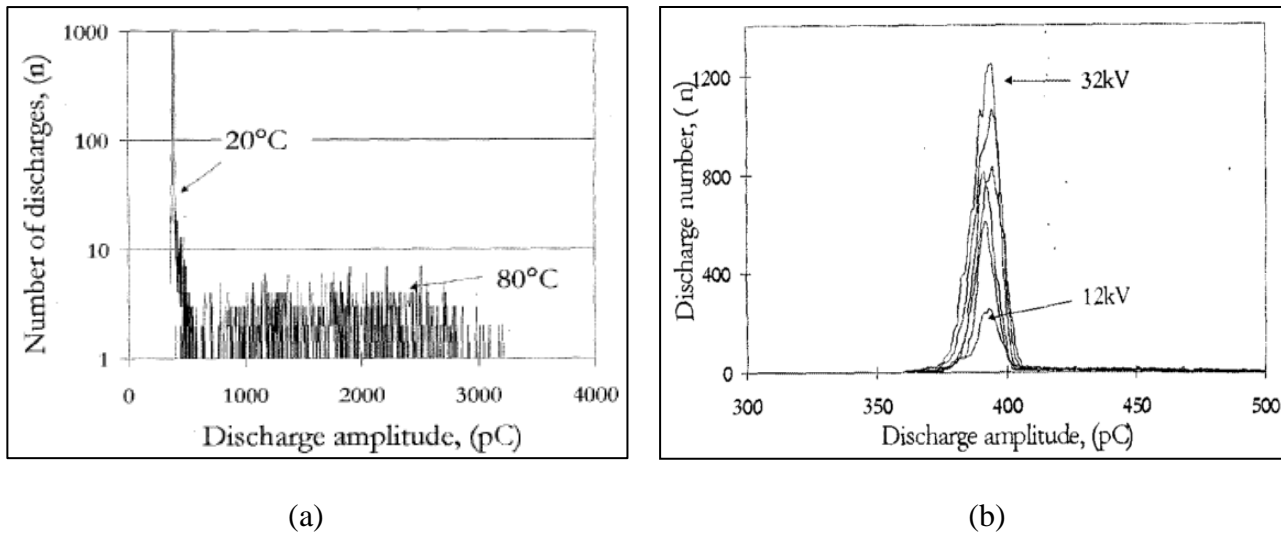 Number of discharges, (n)
1000
100
10
1
20°C
80°C
0
1000
2000
3000
4000
Discharge amplitude, (pC)
Discharge number, ( n)
1200
800
400
0
32kV
12kV
300
350
400
450
500
Discharge amplitude, (pC)
(a)
(b)